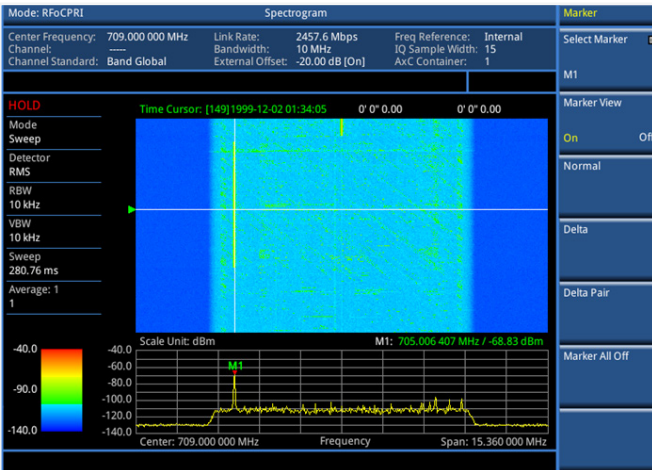 Mode: RFoCPRI
Spectrogram
Marker
Center Frequency: 709.000 000 MHz
Link Rate: 2457.6 Mbps
Freq Reference: Internal
Channel: -----
Bandwidth: 10 MHz
IQ Sample Width: 15
Channel Standard: Band Global
External Offset: -20.00 dB [On]
AxC Container: 1
Select Marker
M1
HOLD
Time Cursor: [149]1999-12-02 01:34:05 0' 0" 0.00 0' 0" 0.00
Marker View
On Off
Mode
Sweep
Detector
RMS
RBW
10 kHz
VBW
10 kHz
Sweep
280.76 ms
Average: 1
1
Normal
Delta
Delta Pair
Marker All Off
Scale Unit: dBm
M1: 705.006 407 MHz / -68.83 dBm
-40.0
-90.0
-140.0
-40.0
-60.0
-80.0
-100.0
-120.0
-140.0
M1
Center: 709.000 000 MHz
Frequency
Span: 15.360 000 MHz